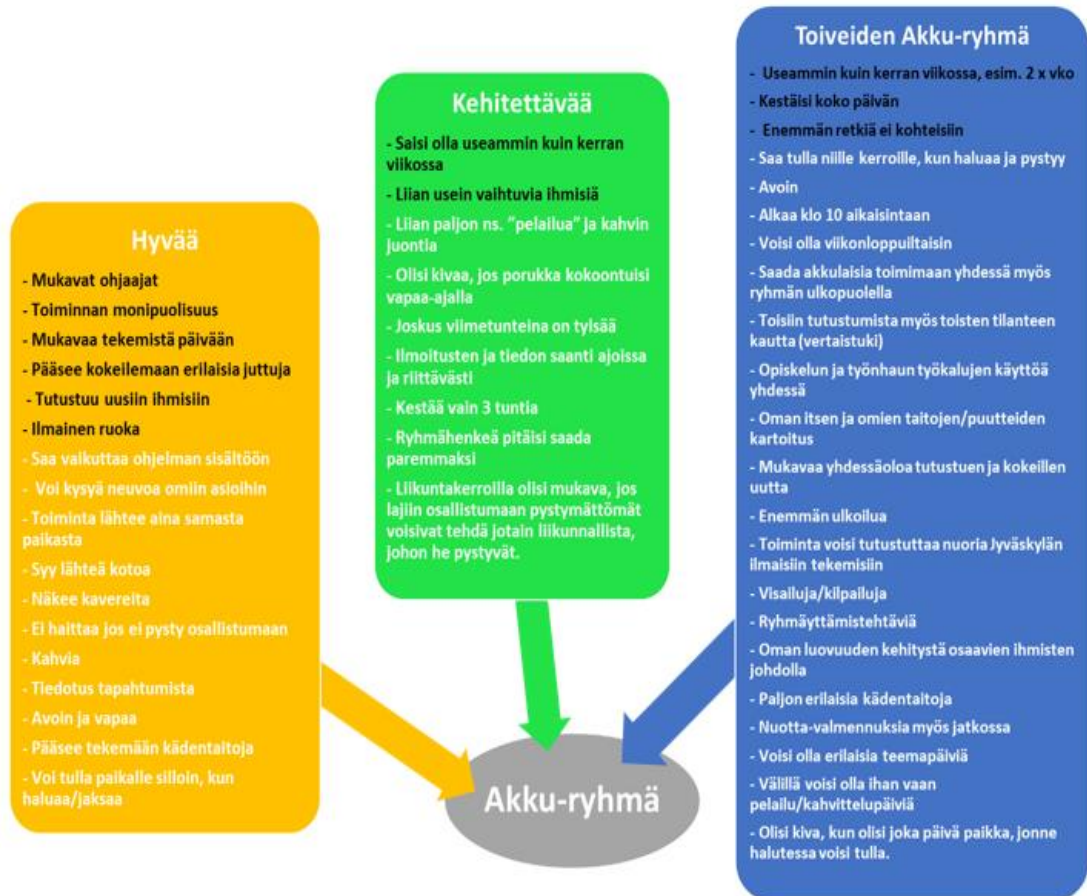 Hyvää
- Mukavat ohjaajat
- Toiminnan monipuolisuus
- Mukavaa tekemistä päivään
- Pääsee kokeilemaan erilaisia juttuja
- Tutustuu uusiin ihmisiin
- Ilmainen ruoka
- Saa vaikuttaa ohjelman sisältöön
- Voi kysyä neuvoa omiin asioihin
- Toiminta lähtee aina samasta
paikasta
- Syy lähteä kotoa
- Näkee kavereita
- Ei haittaa jos ei pysty osallistumaan
- Kahvia
- Tiedotus tapahtumista
- Avoin ja vapaa
- Pääsee tekemään kädentaitoja
- Voi tulla paikalle silloin, kun
haluaa/jaksaa
Kehitettävää
- Saisi olla useammin kuin kerran
viikossa
- Liian usein vaihtuvia ihmisiä
- Liian paljon ns. "pelailua" ja kahvin
juontia
- Olisi kivaa, jos porukka kokoontuisi
vapaa-ajalla
- Joskus viimetunteina on tylsää
- Ilmoitusten ja tiedon saanti ajoissa
ja riittävästi
- Kestää vain 3 tuntia
- Ryhmähenkeä pitäisi saada
paremmaksi
- Liikuntakerroilla olisi mukava, jos
lajiin osallistumaan pystymättömät
voisivat tehdä jotain liikunnallista,
johon he pystyvät.
Toiveiden Akku-ryhmä
- Useammin kuin kerran viikossa, esim. 2 x vko
- Kestäisi koko päivän
- Enemmän retkiä ei kohteisiin
- Saa tulla niille kerroille, kun haluaa ja pystyy
- Avoin
- Alkaa klo 10 aikaisintaan
- Voisi olla viikonloppuiltaisin
- Saada akkulaisia toimimaan yhdessä myös
ryhmän ulkopuolella
- Toisiin tutustumista myös toisten tilanteen
kautta (vertaistuki)
- Opiskelun ja työnhaun työkalujen käyttöä
yhdessä
- Oman itsen ja omien taitojen/puutteiden
kartoitus
- Mukavaa yhdessäoloa tutustuen ja kokeillen
uutta
- Enemmän ulkoilua
- Toiminta voisi tutustuttaa nuoria Jyväskylän
ilmaisiin tekemisiin
- Visailuja/kilpailuja
- Ryhmäyttämistehtäviä
- Oman luovuuden kehitystä osaavien ihmisten
johdolla
- Paljon erilaisia kädentaitoja
- Nuotta-valmennuksia myös jatkossa
- Voisi olla erilaisia teemapäiviä
- Välillä voisi olla ihan vaan
pelailu/kahvittelupäiviä
- Olisi kiva, kun olisi joka päivä paikka, jonne
halutessa voisi tulla.
Akku-ryhmä